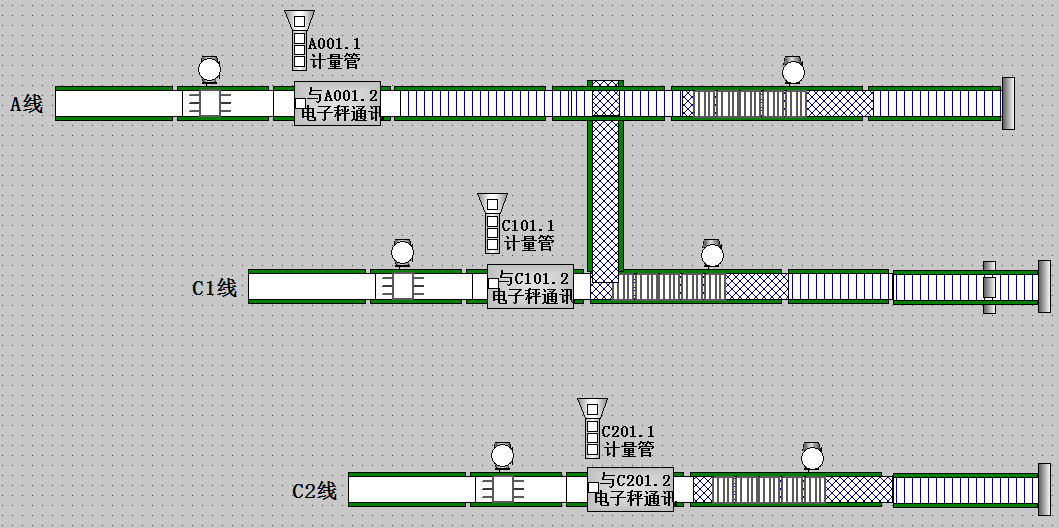 A001.1
计量管
A线
与A001.2
电子秤通讯
C101.1
计量管
C1线
与C101.2
电子秤通讯
C201.1
计量管
C2线
与C201.2
电子秤通讯